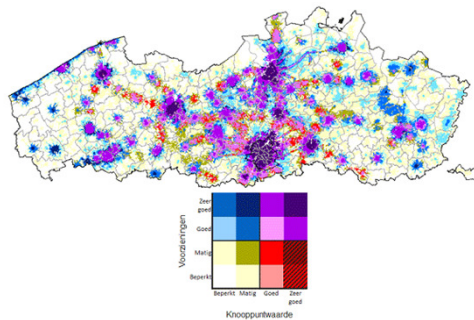 Voorzieningen
Zeer
goed
Goed
Matig
Beperkt
Beperkt Matig Goed Zeer
goed
Knooppuntwaarde